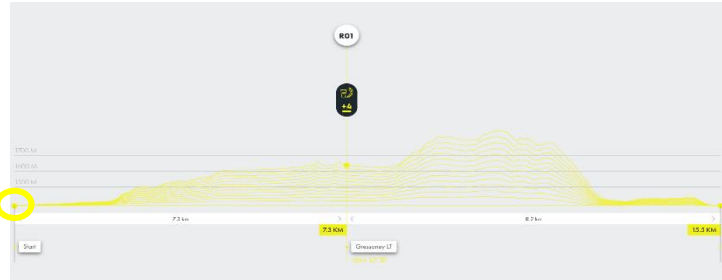 R01
+4
1700 M
1600 M
1500 M
7.3 km
8.2 km
7.3 KM
15.5 KM
Start
Gressoney LT